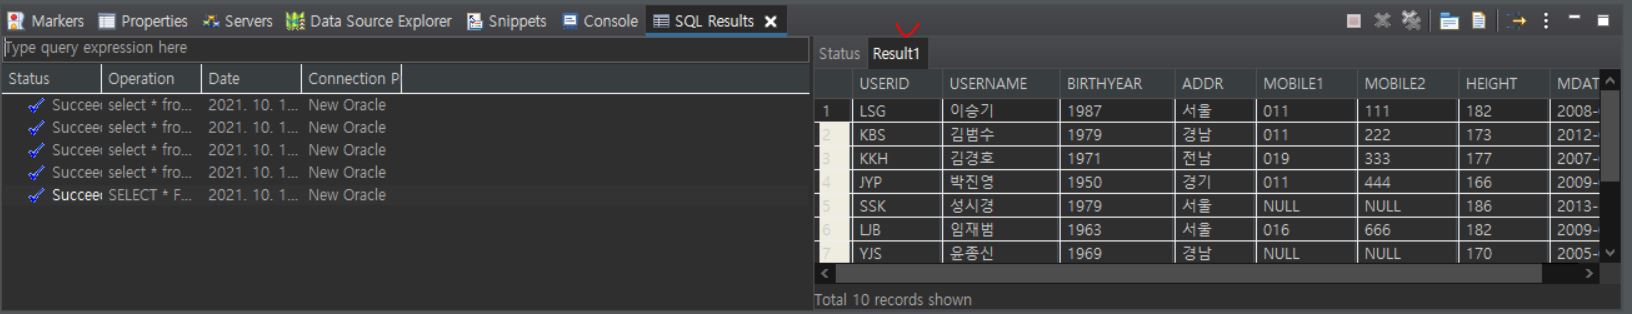 Markers Properties Servers Data Source Explorer Snippets Console SQL Results
Type query expression here
Status Operation Date Connection P
Succee select * fro... 2021. 10. 1... New Oracle
Succee select * fro... 2021. 10. 1... New Oracle
Succee select * fro... 2021. 10. 1... New Oracle
Succee select * fro... 2021. 10. 1... New Oracle
Succee SELECT * F... 2021. 10. 1... New Oracle
Status Result1
USERID USERNAME BIRTHYEAR ADDR MOBILE1 MOBILE2 HEIGHT MDAT
1 LSG 이승기 1987 서울 011 111 182 2008-
2 KBS 김범수 1979 경남 011 222 173 2012-
3 KKH 김경호 1971 전남 019 333 177 2007-
4 JYP 박진영 1950 경기 011 444 166 2009-
5 SSK 성시경 1979 서울 NULL NULL 186 2013-
6 LJB 임재범 1963 서울 016 666 182 2009-
7 YJS 윤종신 1969 경남 NULL NULL 170 2005-
Total 10 records shown